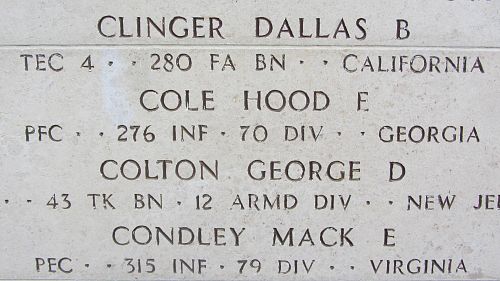 CLINGER DALLAS B
TEC 4 · · 280 FA BN · · CALIFORNIA
COLE HOOD E
PFC · · 276 INF · 70 DIV · · GEORGIA
COLTON GEORGE D
· · 43 TK BN · 12 ARMD DIV · · NEW
CONDLEY MACK E
PFC · · 315 INF · 79 DIV · · VIRGINIA